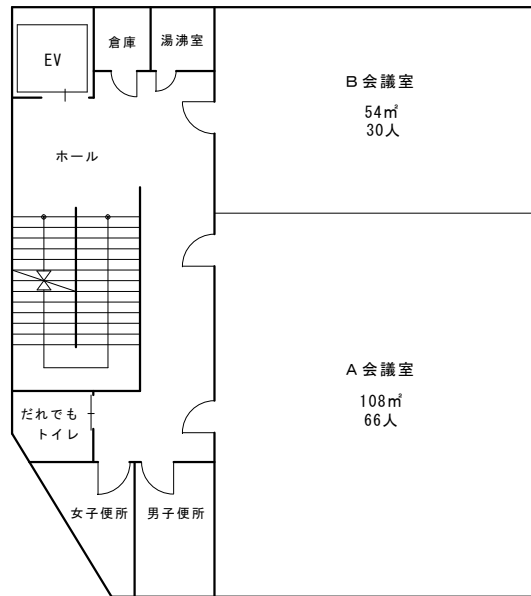 倉庫
湯沸室
EV
B会議室
54㎡
30人
ホール
A会議室
108㎡
66人
だれでも
トイレ
女子便所
男子便所